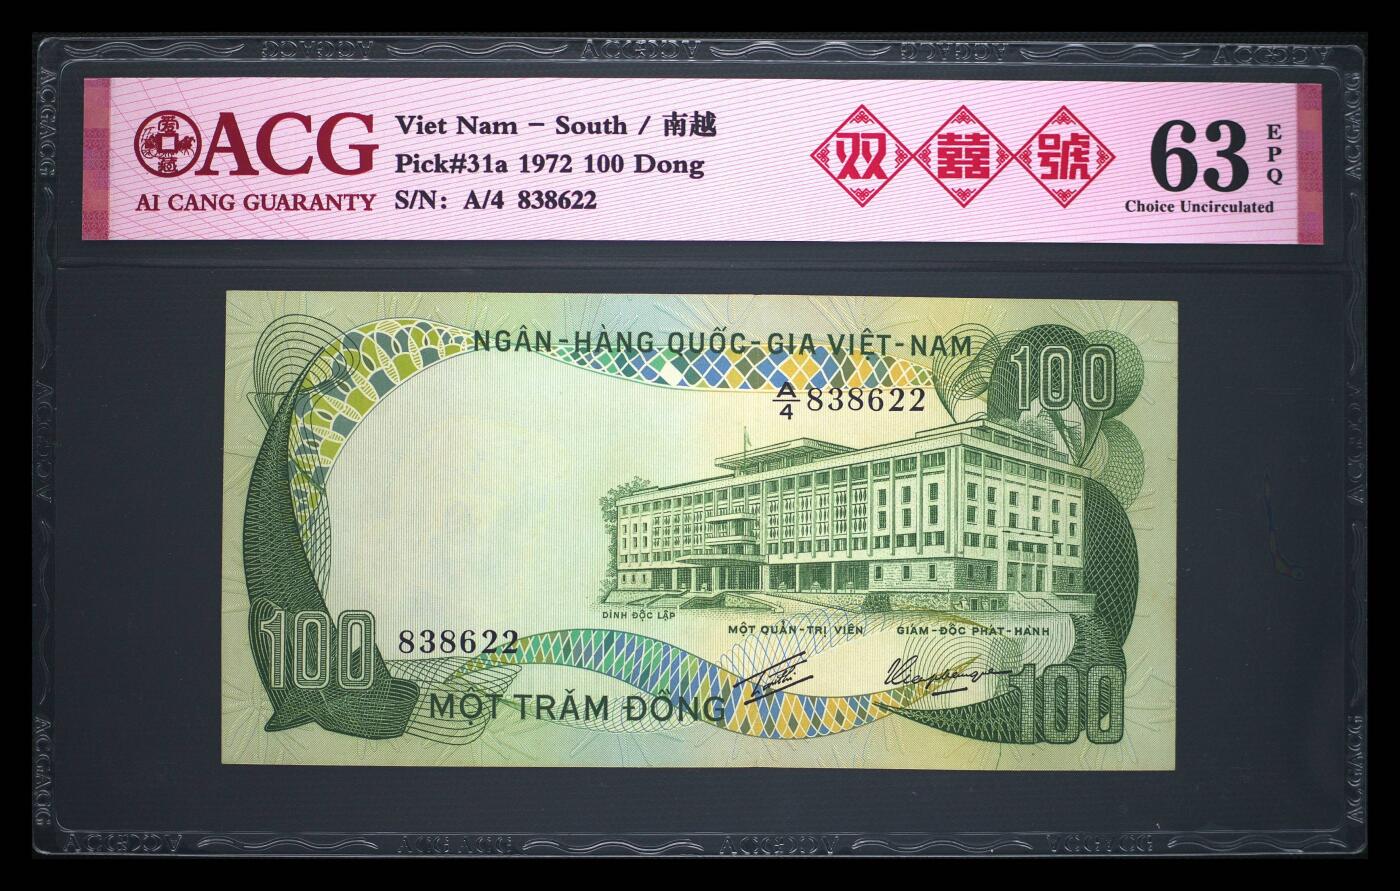 ACG
AI CANG GUARANTY
Viet Nam – South / 南越
Pick#31a 1972 100 Dong
S/N: A/4 838622
双 囍 號
63
EPQ
Choice Uncirculated
NGÂN-HÀNG QUỐC-GIA VIỆT-NAM
100
A/4 838622
DINH ĐỘC LẬP
MỘT QUẢN-TRỊ VIÊN
GIÁM-ĐỐC PHÁT-HÀNH
100
838622
MỘT TRĂM ĐỒNG
100